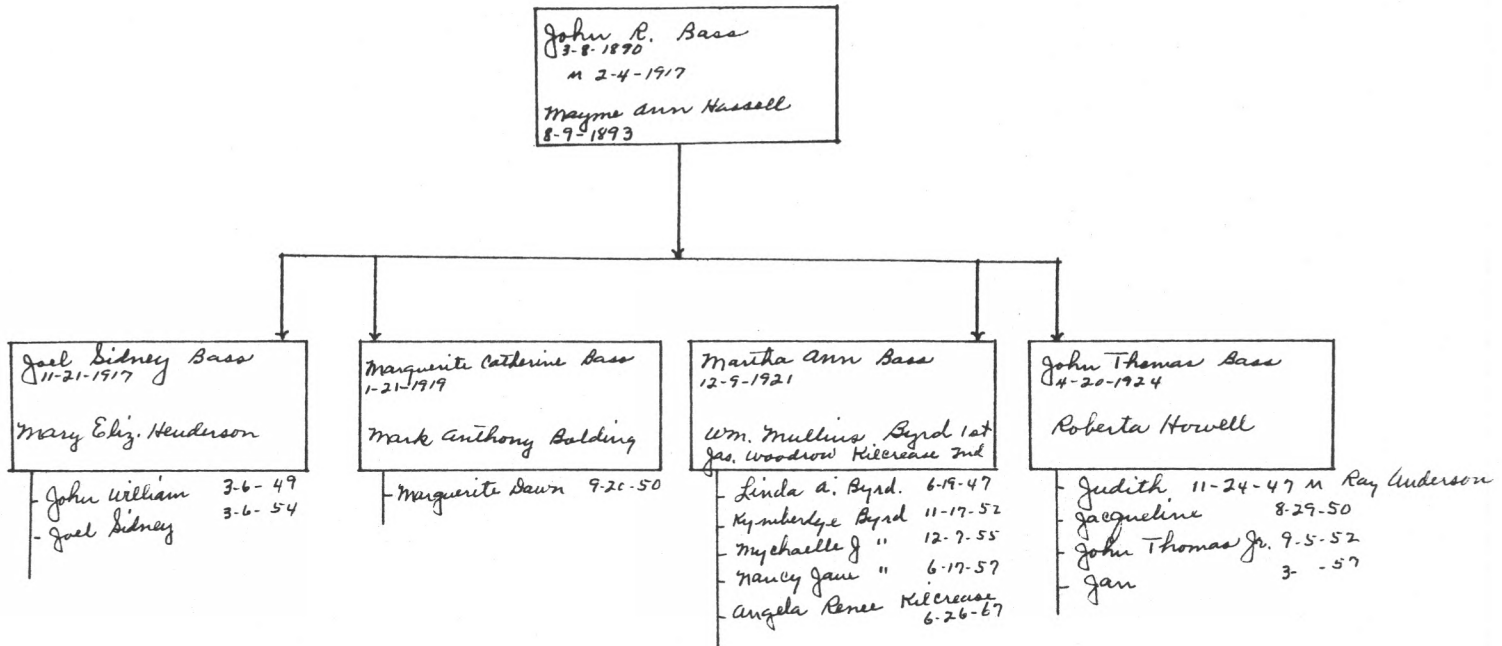 John R. Bass
3-8-1890
m 2-4-1917
Mayme Ann Hassell
8-9-1893
Joel Sidney Bass
11-21-1917
Mary Eliz. Henderson
John William 3-6-49
Joel Sidney 3-6-54
Marguerite Catherine Bass
1-21-1919
Mark Anthony Bolding
Marguerite Dawn 9-20-50
Martha Ann Bass
12-9-1921
Wm. Mullins Byrd 1st
Jas. Woodrow Kilcrease 2nd
Linda A. Byrd. 6-19-47
Kymberlye Byrd 11-17-52
Mychaelle J " 12-7-55
Nancy Jane " 6-17-57
Angela Renee Kilcrease
6-26-67
John Thomas Bass
4-20-1924
Roberta Howell
Judith 11-24-47 m Ray Anderson
Jacqueline 8-29-50
John Thomas Jr. 9-5-52
Jan 3- -57